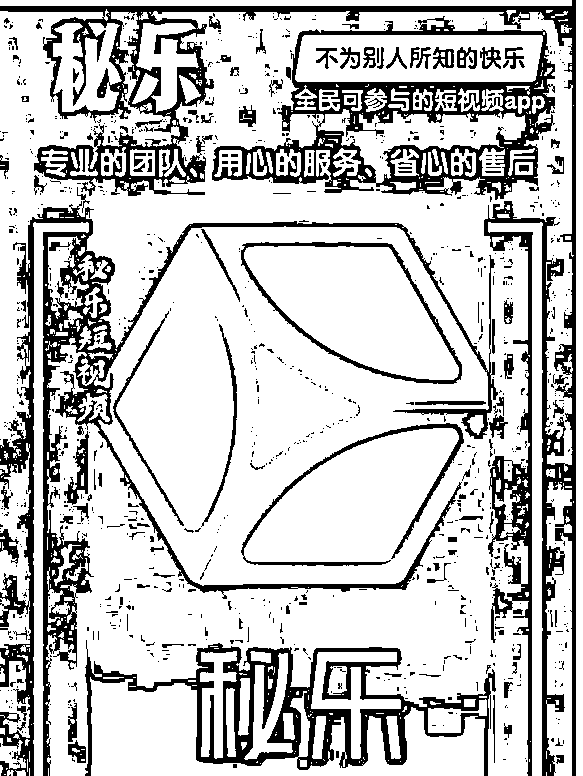 秘乐
不为别人所知的快乐
全民可参与的短视频app
专业的团队、用心的服务、省心的售后
秘乐短视频
秘乐